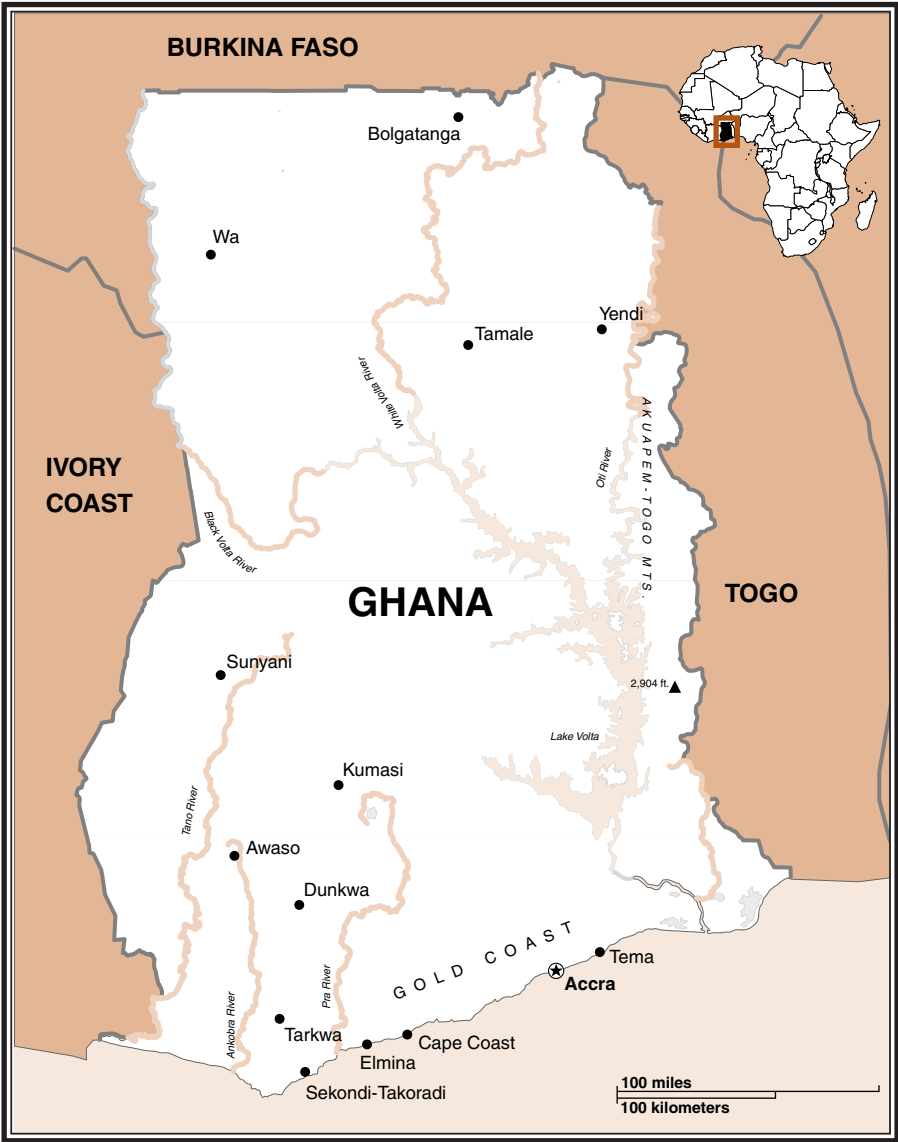 BURKINA FASO
Bolgatanga
Wa
Yendi
Tamale
White Volta River
AKUAPEM-TOGO MTS.
Oti River
IVORY
COAST
Black Volta River
GHANA
TOGO
Sunyani
2,904 ft.
Lake Volta
Kumasi
Tano River
Awaso
Dunkwa
GOLD COAST
Tema
Accra
Pra River
Ankobra River
Tarkwa
Cape Coast
Elmina
Sekondi-Takoradi
100 miles
100 kilometers